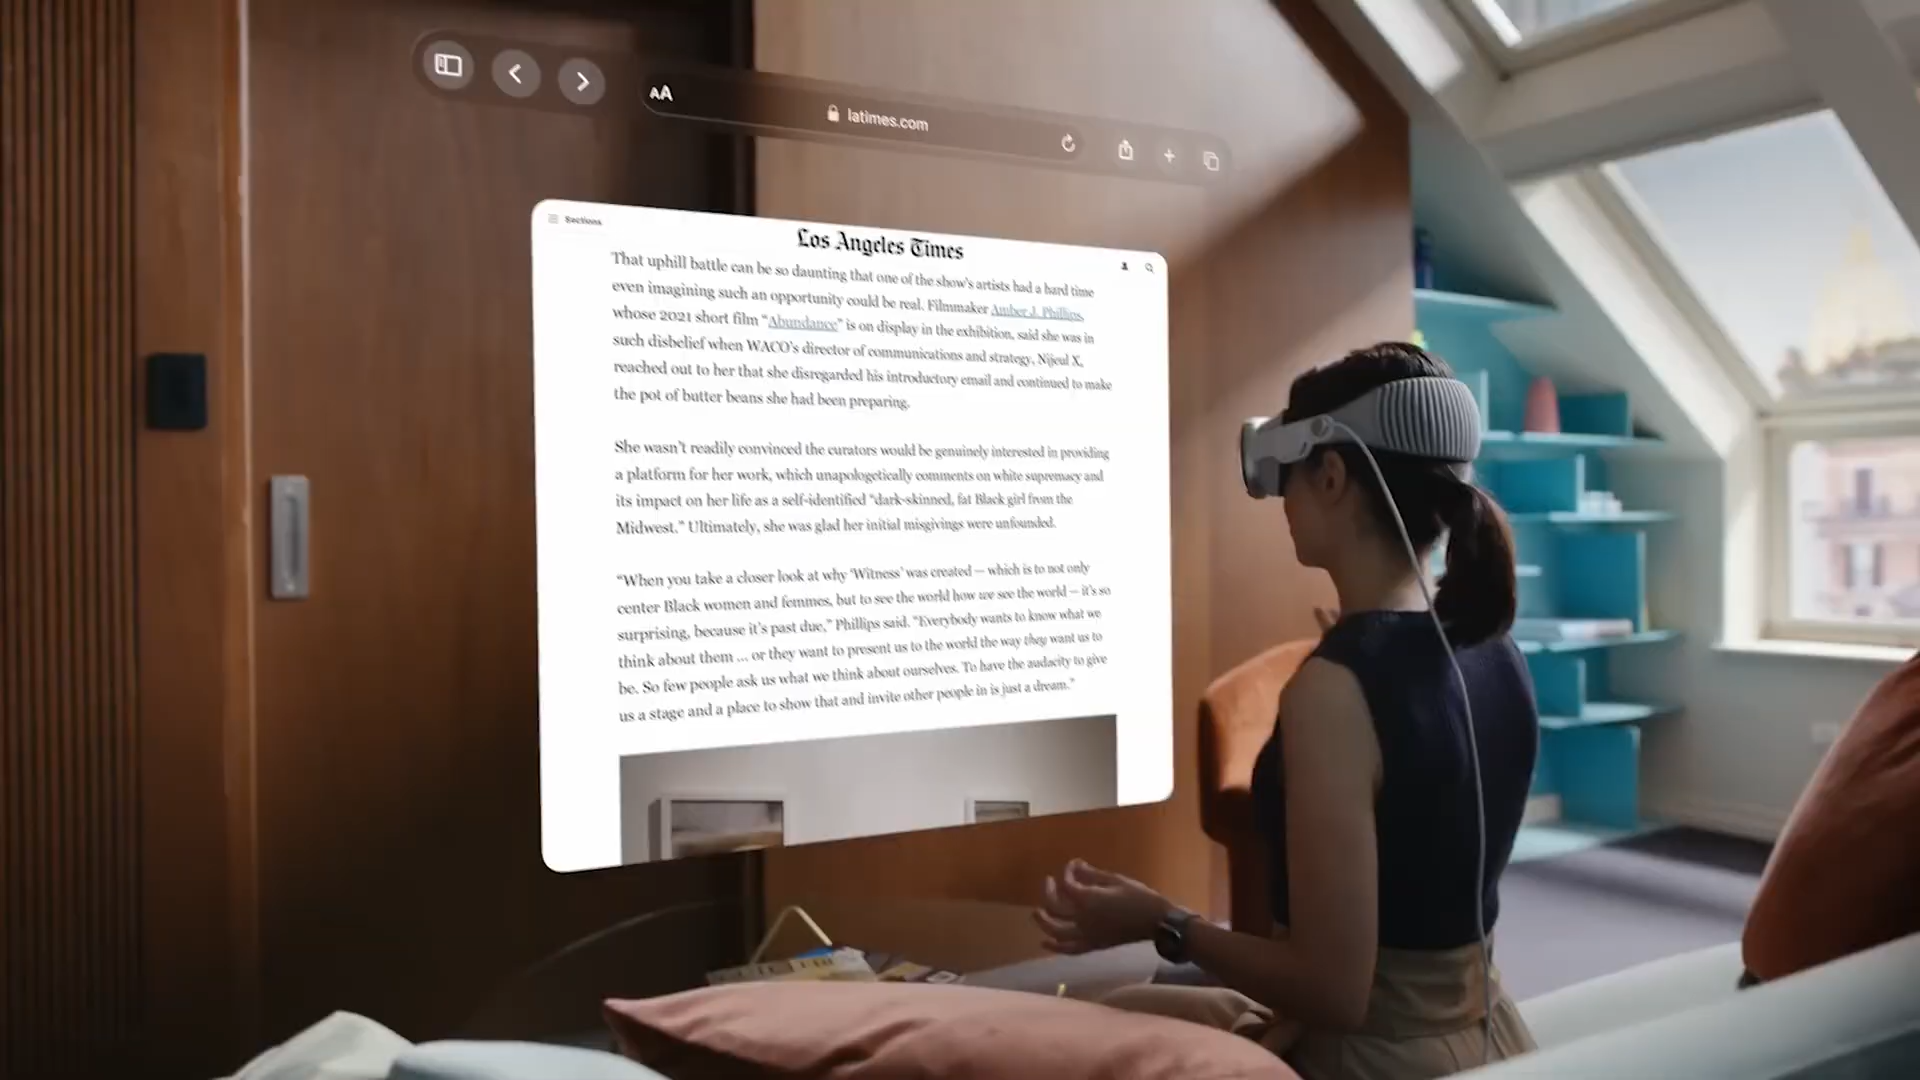 AA
latimes.com
Sections
Los Angeles Times
That uphill battle can be so daunting that one of the show's artists had a hard time
even imagining such an opportunity could be real. Filmmaker Amber J. Phillips,
whose 2021 short film “Abundance” is on display in the exhibition, said she was in
such disbelief when WACO's director of communications and strategy, Nijeul X,
reached out to her that she disregarded his introductory email and continued to make
the pot of butter beans she had been preparing.
She wasn't readily convinced the curators would be genuinely interested in providing
a platform for her work, which unapologetically comments on white supremacy and
its impact on her life as a self-identified “dark-skinned, fat Black girl from the
Midwest.” Ultimately, she was glad her initial misgivings were unfounded.
“When you take a closer look at why ‘Witness’ was created — which is to not only
center Black women and femmes, but to see the world how we see the world — it's so
surprising, because it's past due,” Phillips said. “Everybody wants to know what we
think about them ... or they want to present us to the world the way they want us to
be. So few people ask us what we think about ourselves. To have the audacity to give
us a stage and a place to show that and invite other people in is just a dream.”